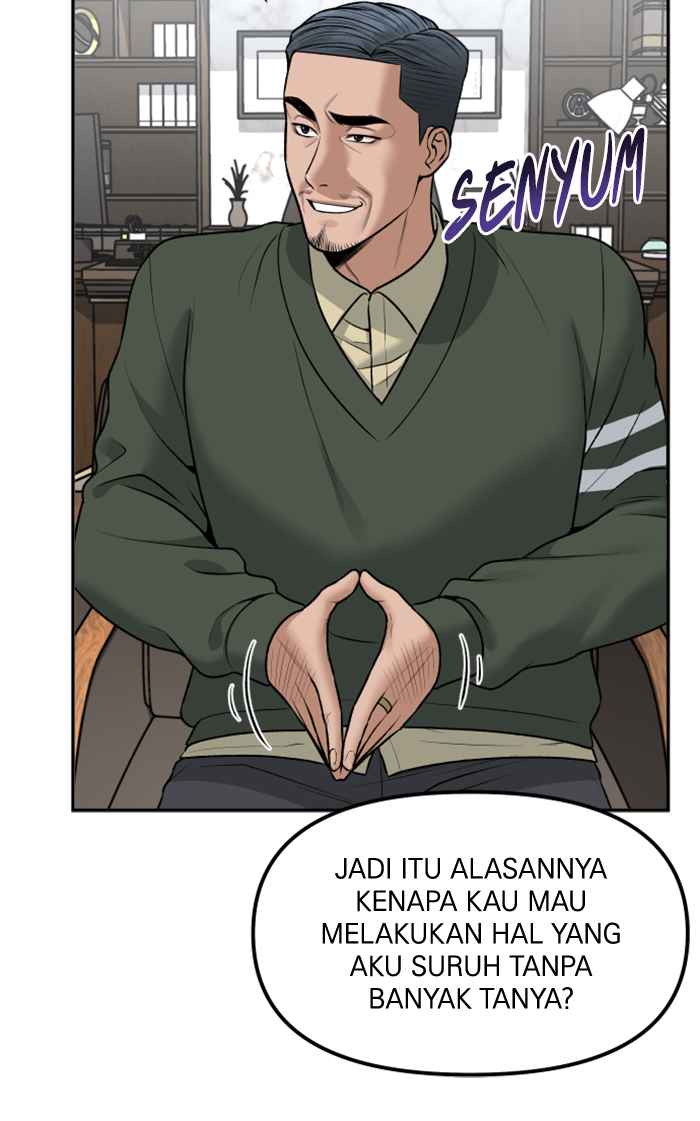 SENYUM
JADI ITU ALASANNYA
KENAPA KAU MAU
MELAKUKAN HAL YANG
AKU SURUH TANPA
BANYAK TANYA?